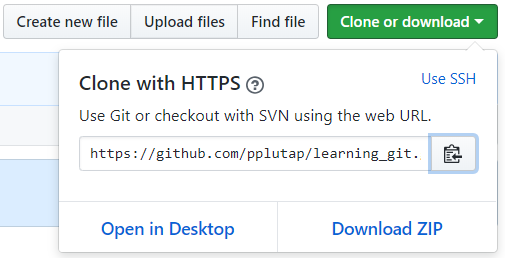 Create new file Upload files Find file Clone or download
Clone with HTTPS ? Use SSH
Use Git or checkout with SVN using the web URL.
https://github.com/pplutap/learning_git.
Open in Desktop Download ZIP